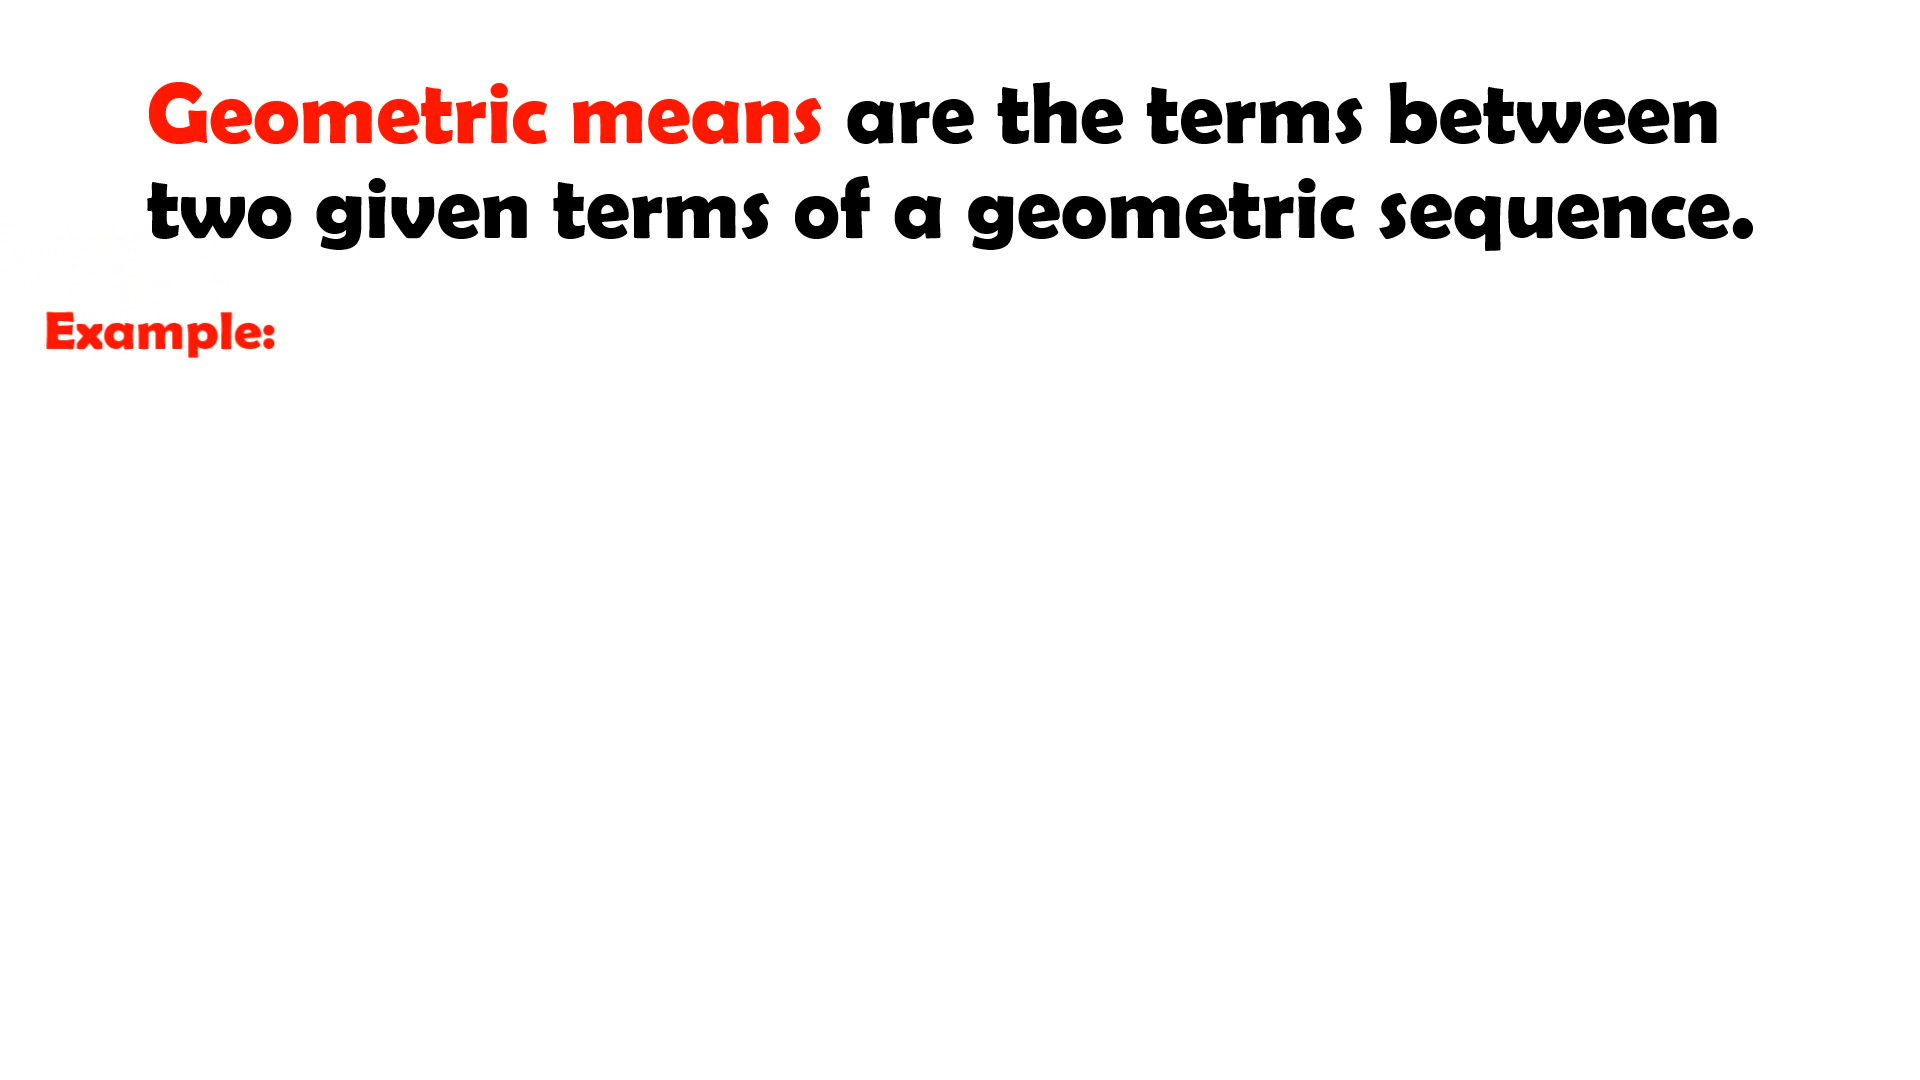 Geometric means are the terms between
two given terms of a geometric sequence.
Example: